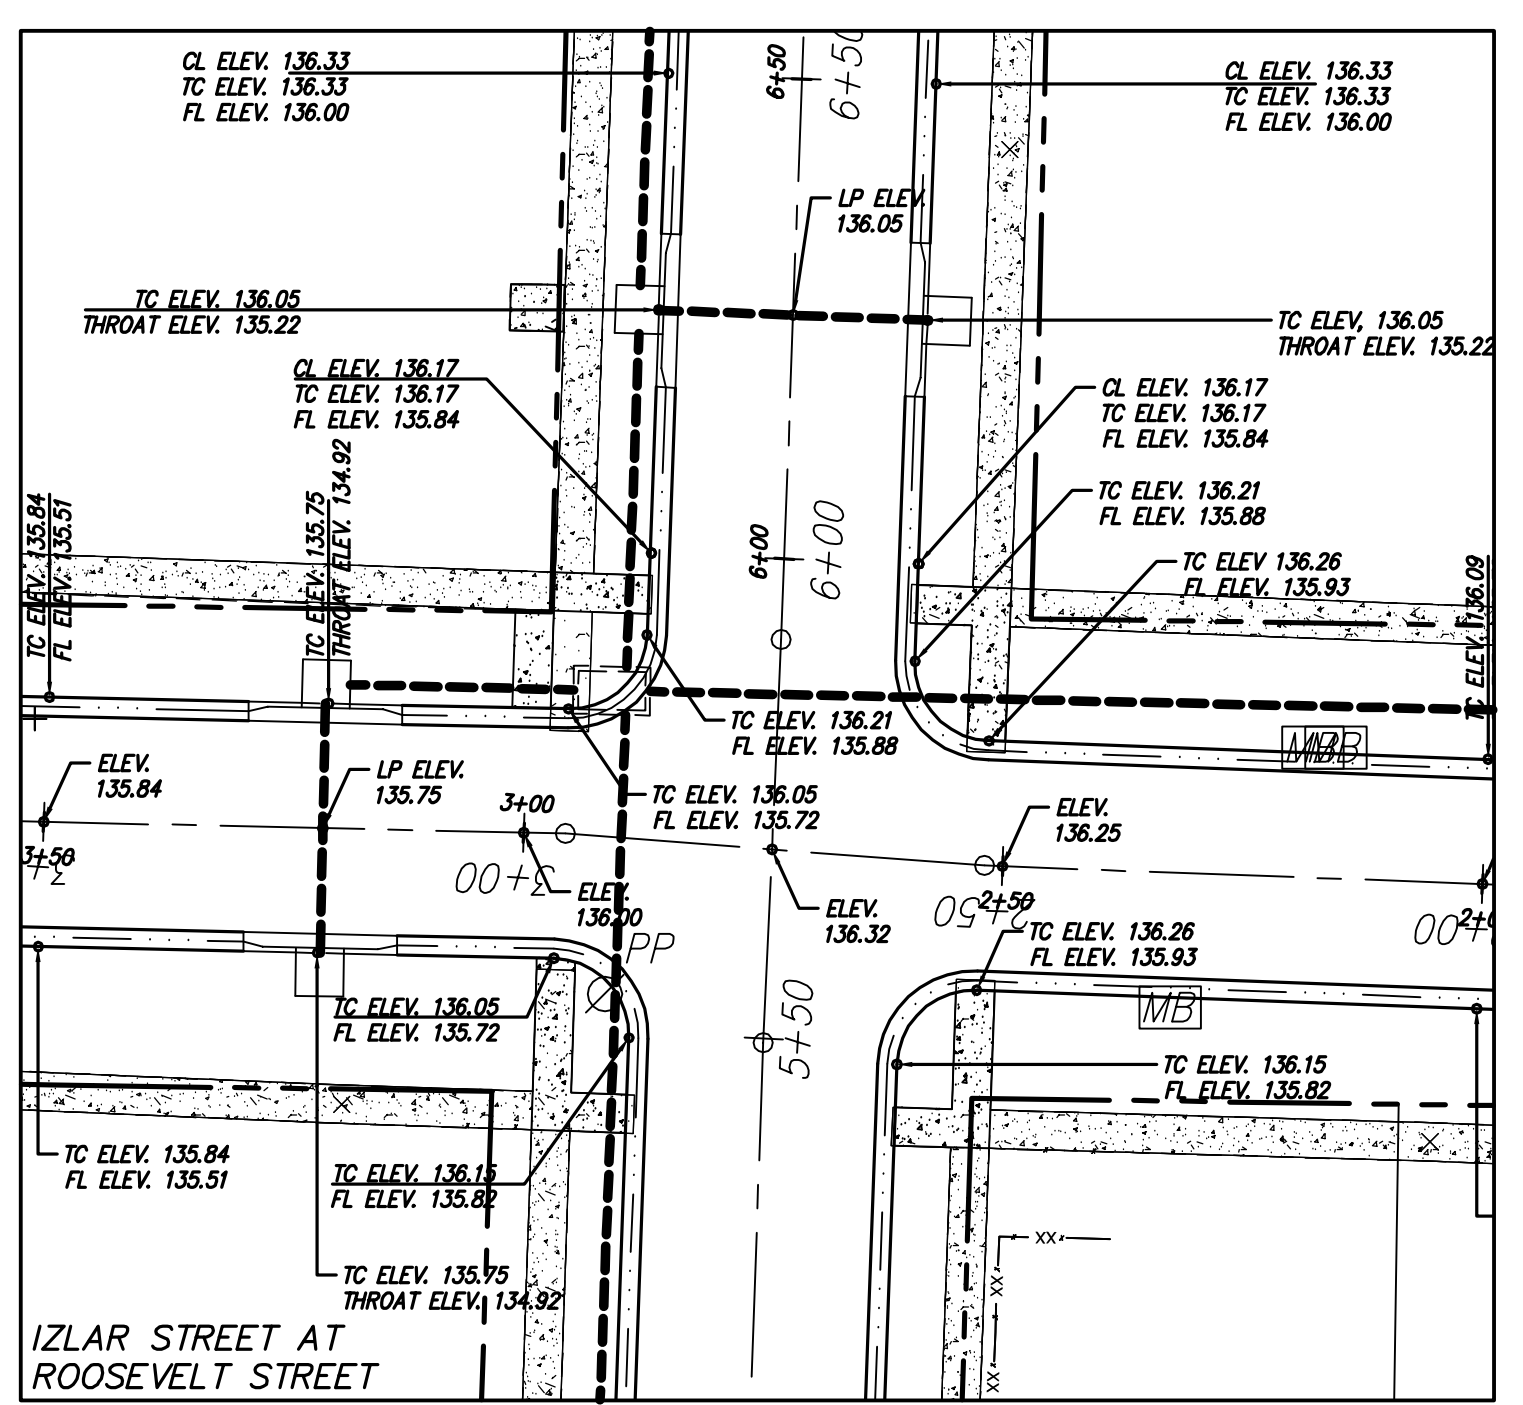 CL ELEV. 136.33
TC ELEV. 136.33
FL ELEV. 136.00
6+50
6+50
CL ELEV. 136.33
TC ELEV. 136.33
FL ELEV. 136.00
LP ELEV.
136.05
TC ELEV. 136.05
THROAT ELEV. 135.22
TC ELEV, 136.05
THROAT ELEV. 135.22
CL ELEV. 136.17
TC ELEV. 136.17
FL ELEV. 135.84
CL ELEV. 136.17
TC ELEV. 136.17
FL ELEV. 135.84
TC ELEV. 135.84
FL ELEV. 135.51
TC ELEV. 135.75
THROAT ELEV. 134.92
6+00
6+00
TC ELEV. 136.21
FL ELEV. 135.88
TC ELEV 136.26
FL ELEV. 135.93
TC ELEV. 136.09
TC ELEV. 136.21
FL ELEV. 135.88
MB
MB
ELEV.
135.84
LP ELEV.
135.75
3+00
TC ELEV. 136.05
FL ELEV. 135.72
ELEV.
136.25
3+50
3+00
ELEV.
136.00
ELEV.
136.32
2+50
2+50
TC ELEV. 136.26
FL ELEV. 135.93
PP
TC ELEV. 136.05
FL ELEV. 135.72
5+50
MB
TC ELEV. 136.15
FL ELEV. 135.82
TC ELEV. 135.84
FL ELEV. 135.51
TC ELEV. 136.15
FL ELEV. 135.82
XX
XX
XX
TC ELEV. 135.75
THROAT ELEV. 134.92
IZLAR STREET AT
ROOSEVELT STREET